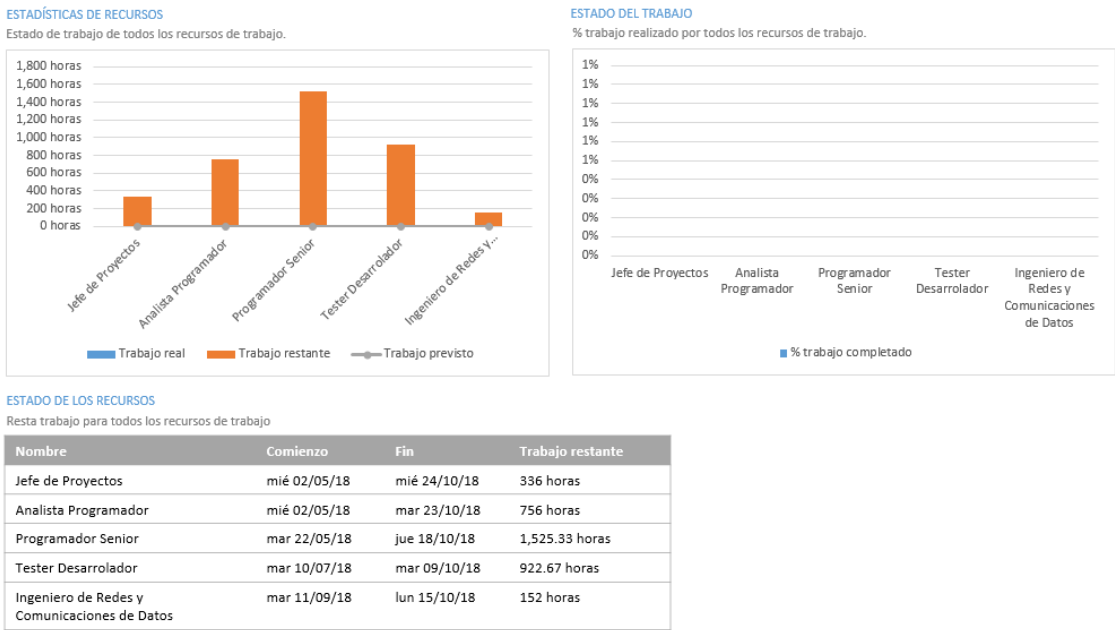 ESTADÍSTICAS DE RECURSOS
Estado de trabajo de todos los recursos de trabajo.
1,800 horas
1,600 horas
1,400 horas
1,200 horas
1,000 horas
800 horas
600 horas
400 horas
200 horas
0 horas
Jefe de Proyectos
Analista Programador
Programador Senior
Tester Desarrolador
Ingeniero de Redes y...
Trabajo real
Trabajo restante
Trabajo previsto
ESTADO DEL TRABAJO
% trabajo realizado por todos los recursos de trabajo.
1%
1%
1%
1%
1%
1%
0%
0%
0%
0%
0%
Jefe de Proyectos
Analista
Programador
Programador
Senior
Tester
Desarrolador
Ingeniero de
Redes y
Comunicaciones
de Datos
% trabajo completado
ESTADO DE LOS RECURSOS
Resta trabajo para todos los recursos de trabajo
Nombre Comienzo Fin Trabajo restante
Jefe de Proyectos mié 02/05/18 mié 24/10/18 336 horas
Analista Programador mié 02/05/18 mar 23/10/18 756 horas
Programador Senior mar 22/05/18 jue 18/10/18 1,525.33 horas
Tester Desarrolador mar 10/07/18 mar 09/10/18 922.67 horas
Ingeniero de Redes y mar 11/09/18 lun 15/10/18 152 horas
Comunicaciones de Datos